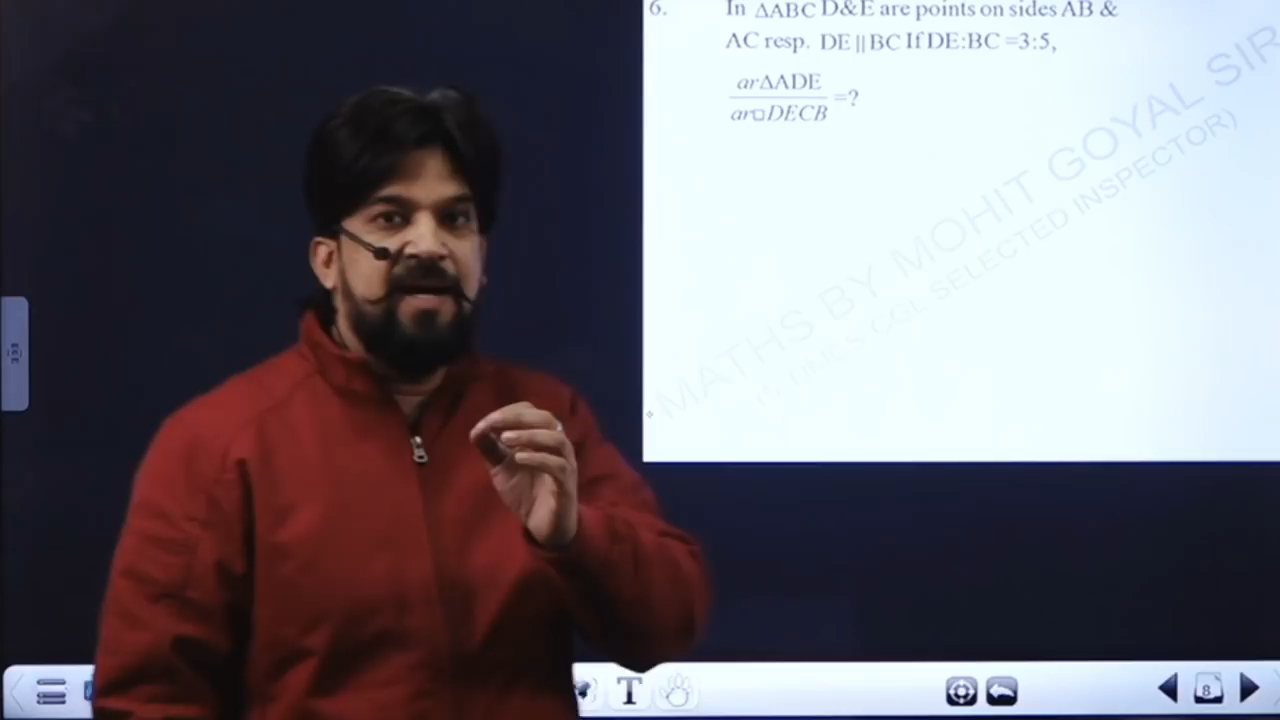 6. In ΔABC D&E are points on sides AB &
AC resp. DE||BC If DE:BC =3:5,
arΔADE
ar□DECB =?
MATHS BY MOHIT GOYAL SIR
CGL SELECTED INSPECTOR)
T
8